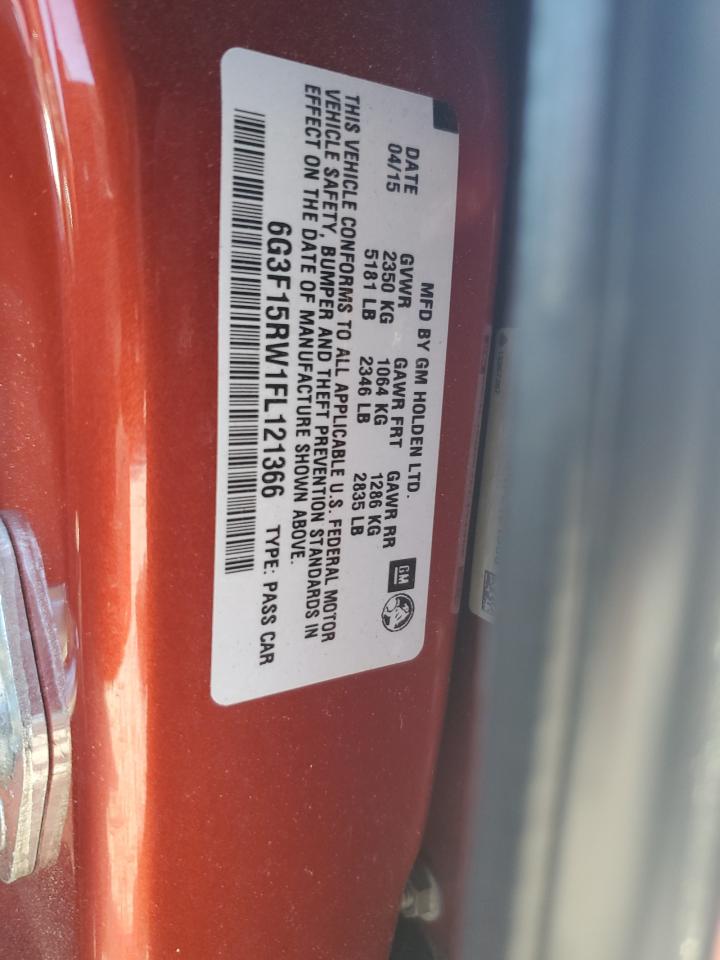 MFD BY GM HOLDEN LTD.
DATE GVWR GAWR FRT GAWR RR
04/15 2350 KG 1064 KG 1286 KG
5181 LB 2346 LB 2835 LB
GM
THIS VEHICLE CONFORMS TO ALL APPLICABLE U.S. FEDERAL MOTOR
VEHICLE SAFETY, BUMPER AND THEFT PREVENTION STANDARDS IN
EFFECT ON THE DATE OF MANUFACTURE SHOWN ABOVE.
6G3F15RW1FL121366 TYPE: PASS CAR